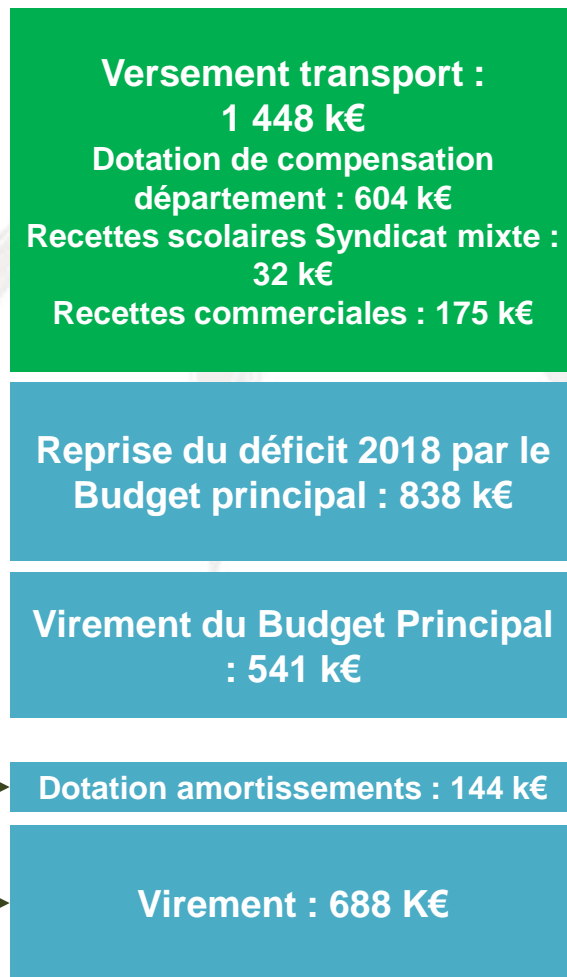 Versement transport :
1 448 k€
Dotation de compensation
département : 604 k€
Recettes scolaires Syndicat mixte :
32 k€
Recettes commerciales : 175 k€
Reprise du déficit 2018 par le
Budget principal : 838 k€
Virement du Budget Principal
: 541 k€
Dotation amortissements : 144 k€
Virement : 688 K€